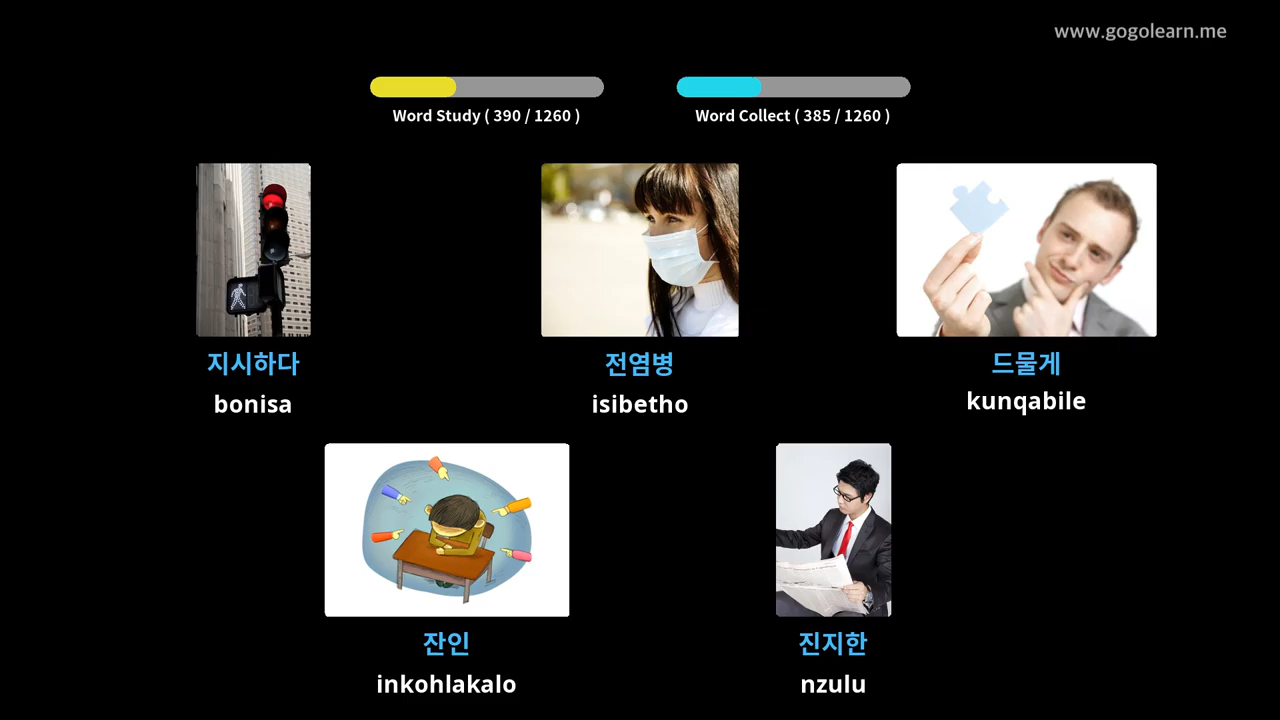 www.gogolearn.me
Word Study ( 390 / 1260 )
Word Collect ( 385 / 1260 )
지시하다
bonisa
전염병
isibetho
드물게
kunqabile
잔인
inkohlakalo
진지한
nzulu